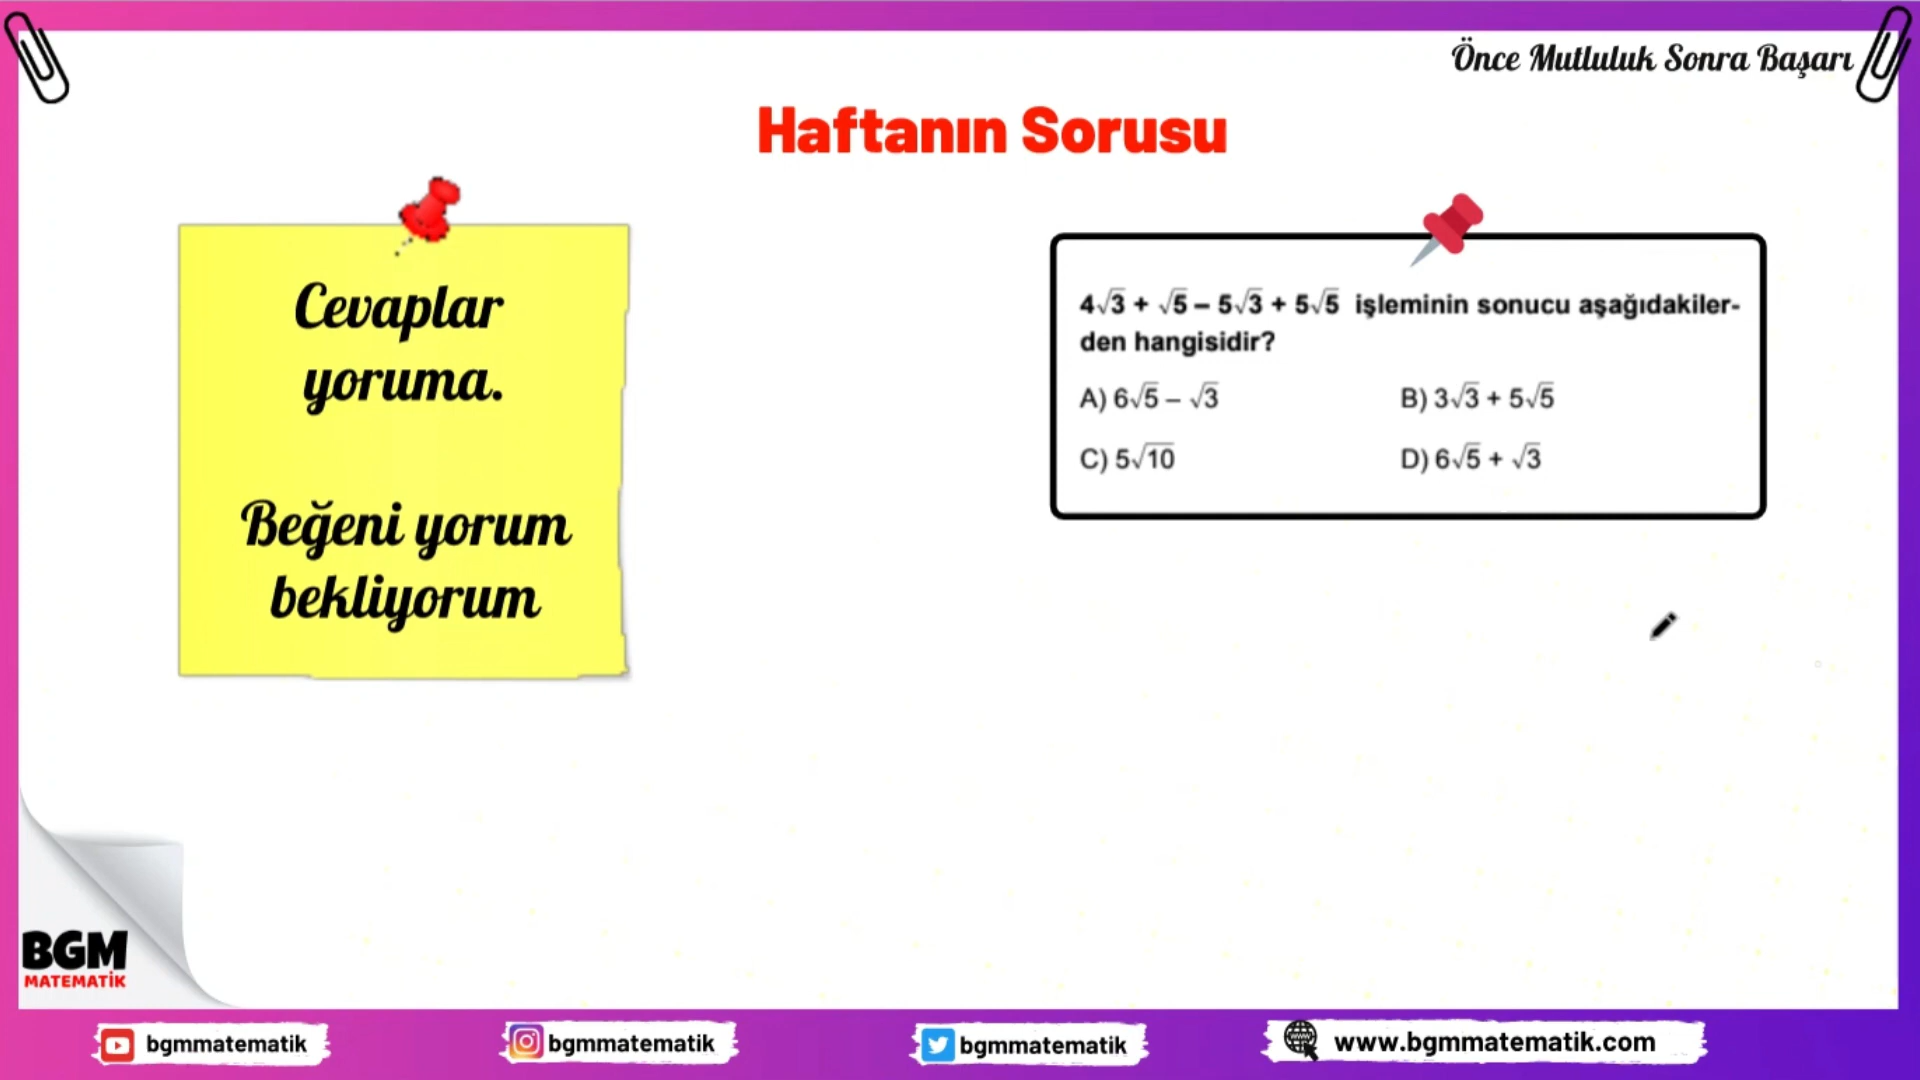 Önce Mutluluk Sonra Başarı
Haftanın Sorusu
Cevaplar
yoruma.
Beğeni yorum
bekliyorum
4√3 + √5 – 5√3 + 5√5 işleminin sonucu aşağıdakiler-
den hangisidir?
A) 6√5 – √3
B) 3√3 + 5√5
C) 5√10
D) 6√5 + √3
BGM
MATEMATİK
bgmmatematik
bgmmatematik
bgmmatematik
www.bgmmatematik.com